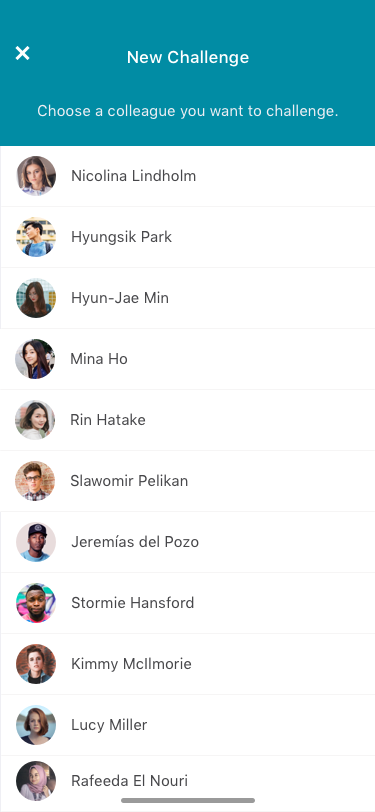 New Challenge
Choose a colleague you want to challenge.
Nicolina Lindholm
Hyungsik Park
Hyun-Jae Min
Mina Ho
Rin Hatake
Slawomir Pelikan
Jeremías del Pozo
Stormie Hansford
Kimmy McIlmorie
Lucy Miller
Rafeeda El Nouri